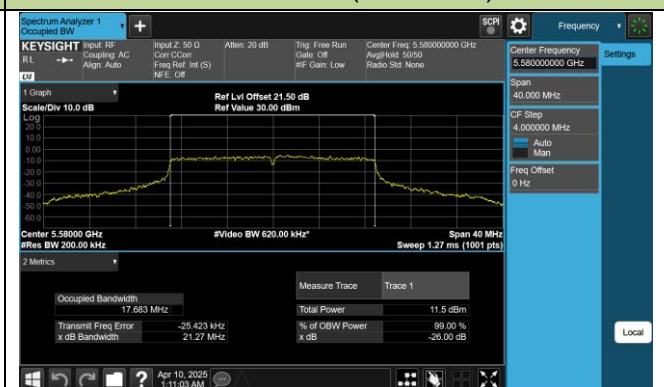 Spectrum Analyzer 1
Occupied BW
SCPI
Frequency
KEYSIGHT
RL
Input: RF
Coupling: AC
Align: Auto
Input Z: 50 Ω
Corr CCorr
Freq Ref: Int (S)
NFE: Off
Atten: 20 dB
Trig: Free Run
Gate: Off
#IF Gain: Low
Center Freq: 5.580000000 GHz
Avg|Hold: 50/50
Radio Std: None
Center Frequency
5.580000000 GHz
Settings
Span
40.000 MHz
CF Step
4.000000 MHz
Auto
Man
Freq Offset
0 Hz
Local
1 Graph
Scale/Div 10.0 dB
Ref Lvl Offset 21.50 dB
Ref Value 30.00 dBm
Log
20.0
10.0
0.00
-10.0
-20.0
-30.0
-40.0
-50.0
-60.0
Center 5.58000 GHz
#Video BW 620.00 kHz*
Span 40 MHz
#Res BW 200.00 kHz
Sweep 1.27 ms (1001 pts)
2 Metrics
Measure Trace
Trace 1
Occupied Bandwidth
17.683 MHz
Total Power
11.5 dBm
Transmit Freq Error
-25.423 kHz
% of OBW Power
99.00 %
x dB Bandwidth
21.27 MHz
x dB
-26.00 dB
Apr 10, 2025
1:11:03 AM